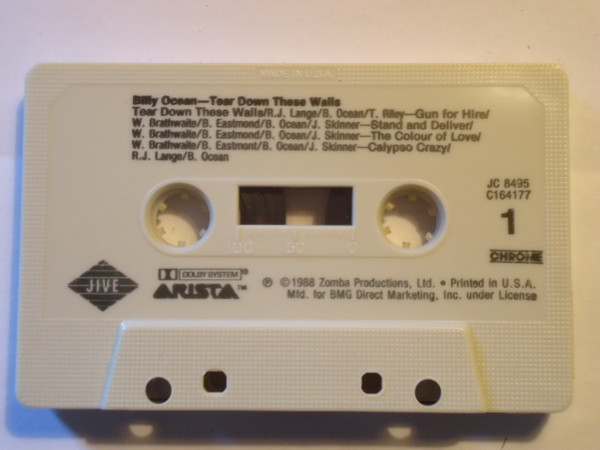 MADE IN U.S.A.
Billy Ocean—Tear Down These Walls
Tear Down These Walls/R.J. Lange/B. Ocean/T. Riley—Gun for Hire/
W. Brathwaite/B. Eastmond/B. Ocean/J. Skinner—Stand and Deliver/
W. Brathwaite/B. Eastmond/B. Ocean/J. Skinner—The Colour of Love/
W. Brathwaite/B. Eastmond/B. Ocean/J. Skinner—Calypso Crazy/
R.J. Lange/B. Ocean
JC 8495
C164177
1
100 50 0
CHROME
JIVE
DOLBY SYSTEM®
ARISTA™
℗ ©1988 Zomba Productions, Ltd. • Printed in U.S.A.
Mfd. for BMG Direct Marketing, Inc. under License